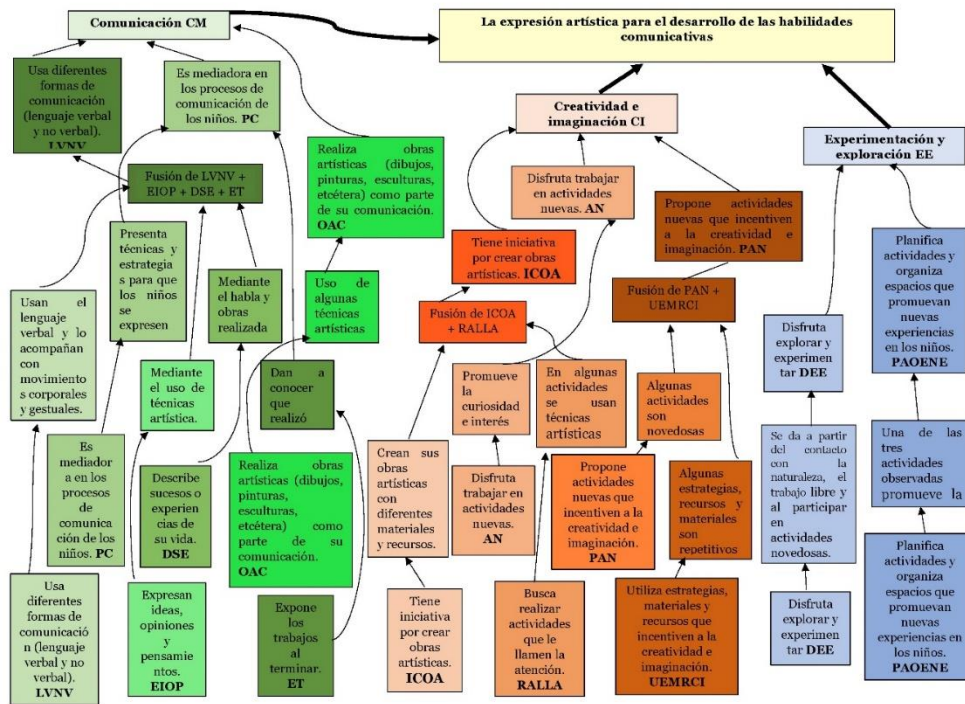 Comunicación CM
La expresión artística para el desarrollo de las habilidades
comunicativas
Usa diferentes
formas de
comunicación
(lenguaje verbal
y no verbal).
LVNV
Es mediadora en
los procesos de
comunicación de
los niños. PC
Creatividad e
imaginación CI
Experimentación y
exploración EE
Fusión de LVNV +
EIOP + DSE + ET
Realiza obras
artísticas (dibujos,
pinturas, esculturas,
etcétera) como parte
de su comunicación.
OAC
Disfruta trabajar
en actividades
nuevas. AN
Propone actividades
nuevas que incentiven
a la creatividad e
imaginación. PAN
Tiene iniciativa
por crear obras
artísticas. ICOA
Planifica
actividades y
organiza
espacios que
promuevan
nuevas
experiencias
en los niños.
PAOENE
Presenta
técnicas y
estrategia
s para que
los niños
se expresen
Mediante
el habla y
obras
realizada
Uso de
algunas
técnicas
artísticas
Fusión de ICOA
+ RALLA
Fusión de PAN +
UEMRCI
Usan el
lenguaje
verbal y lo
acompañan
con
movimiento
s corporales y
gestuales.
Mediante
el uso de
técnicas
artística.
Dan a
conocer que
realizó
Promueve
la
curiosidad
e interés
En algunas
actividades
se usan
técnicas
artísticas
Algunas
actividades
son
novedosas
Disfruta
explorar y
experimen
tar DEE
Es
mediador
a en los
procesos
de
comunica
ción de los
niños. PC
Describe
sucesos o
experien
cias de
su vida.
DSE
Realiza obras
artísticas (dibujos,
pinturas,
esculturas,
etcétera) como
parte de su
comunicación.
OAC
Crean sus
obras
artísticas
con
diferentes
materiales y
recursos.
Disfruta
trabajar en
actividades
nuevas.
AN
Propone
actividades
nuevas que
incentiven a la
creatividad e
imaginación.
PAN
Algunas
estrategias,
recursos y
materiales
son
repetitivos
Se da a partir
del contacto
con la
naturaleza, el
trabajo libre y
al participar
en
actividades
novedosas.
Una de las
tres
actividades
observadas
promueve la
Usa
diferentes
formas de
comunicació
n (lenguaje
verbal y no
verbal).
LVNV
Expresan
ideas,
opiniones
y
pensamie
ntos.
EIOP
Expone
los
trabajos al
terminar.
ET
Tiene
iniciativa
por crear
obras
artísticas.
ICOA
Busca
realizar
actividades
que le
llamen la
atención.
RALLA
Utiliza estrategias,
materiales y
recursos que
incentiven a la
creatividad e
imaginación.
UEMRCI
Disfruta
explorar y
experimen
tar DEE
Planifica
actividades y
organiza
espacios que
promuevan
nuevas
experiencias en
los niños.
PAOENE